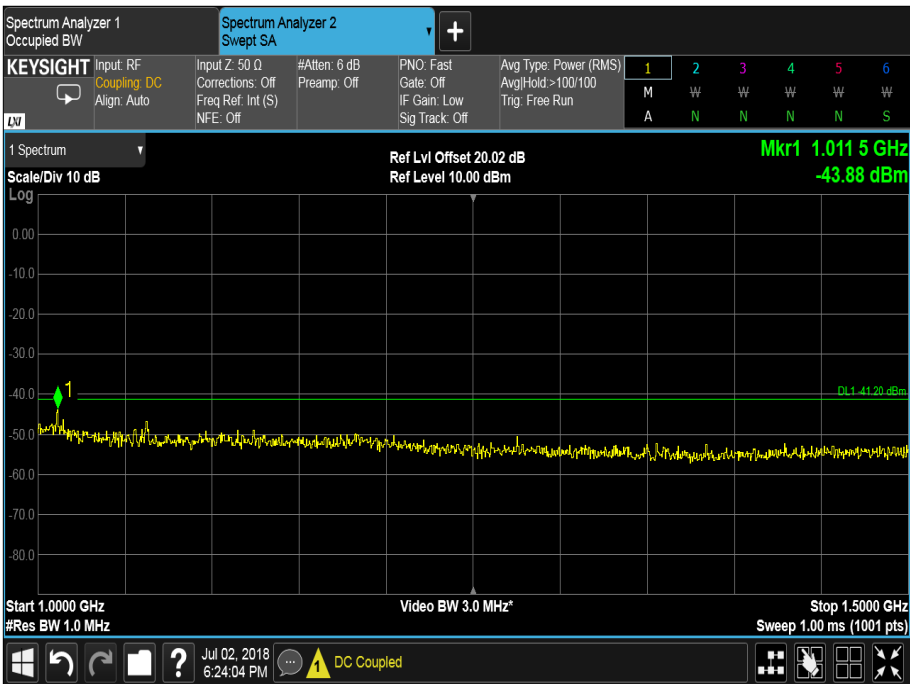 Spectrum Analyzer 1
Occupied BW
Spectrum Analyzer 2
Swept SA
+
KEYSIGHT
LXI
Input: RF
Coupling: DC
Align: Auto
Input Z: 50 Ω
Corrections: Off
Freq Ref: Int (S)
NFE: Off
#Atten: 6 dB
Preamp: Off
PNO: Fast
Gate: Off
IF Gain: Low
Sig Track: Off
Avg Type: Power (RMS)
Avg|Hold:>100/100
Trig: Free Run
1 2 3 4 5 6
M W W W W W
A N N N N S
1 Spectrum
Scale/Div 10 dB
Ref Lvl Offset 20.02 dB
Ref Level 10.00 dBm
Mkr1 1.011 5 GHz
-43.88 dBm
Log
0.00
-10.0
-20.0
-30.0
-40.0
1
DL1 -41.20 dBm
-50.0
-60.0
-70.0
-80.0
Start 1.0000 GHz
#Res BW 1.0 MHz
Video BW 3.0 MHz*
Stop 1.5000 GHz
Sweep 1.00 ms (1001 pts)
?
Jul 02, 2018
6:24:04 PM
1
DC Coupled